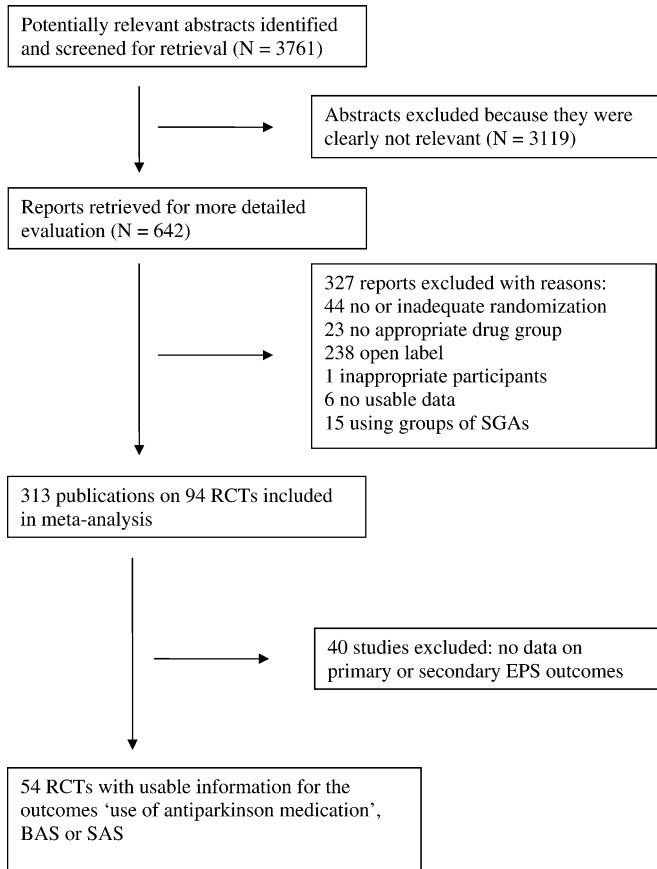 Potentially relevant abstracts identified
and screened for retrieval (N = 3761)
Abstracts excluded because they were
clearly not relevant (N = 3119)
Reports retrieved for more detailed
evaluation (N = 642)
327 reports excluded with reasons:
44 no or inadequate randomization
23 no appropriate drug group
238 open label
1 inappropriate participants
6 no usable data
15 using groups of SGAs
313 publications on 94 RCTs included
in meta-analysis
40 studies excluded: no data on
primary or secondary EPS outcomes
54 RCTs with usable information for the
outcomes ‘use of antiparkinson medication’,
BAS or SAS